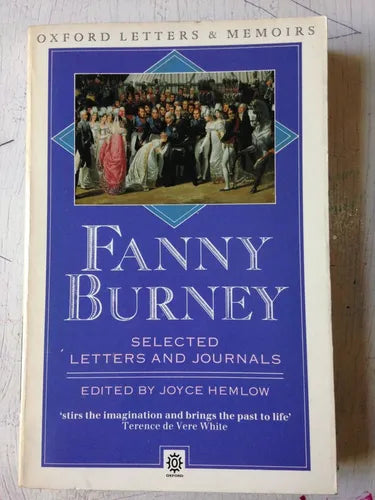 OXFORD LETTERS & MEMOIRS
FANNY
BURNEY
SELECTED
LETTERS AND JOURNALS
EDITED BY JOYCE HEMLOW
‘stirs the imagination and brings the past to life’
Terence de Vere White
OXFORD